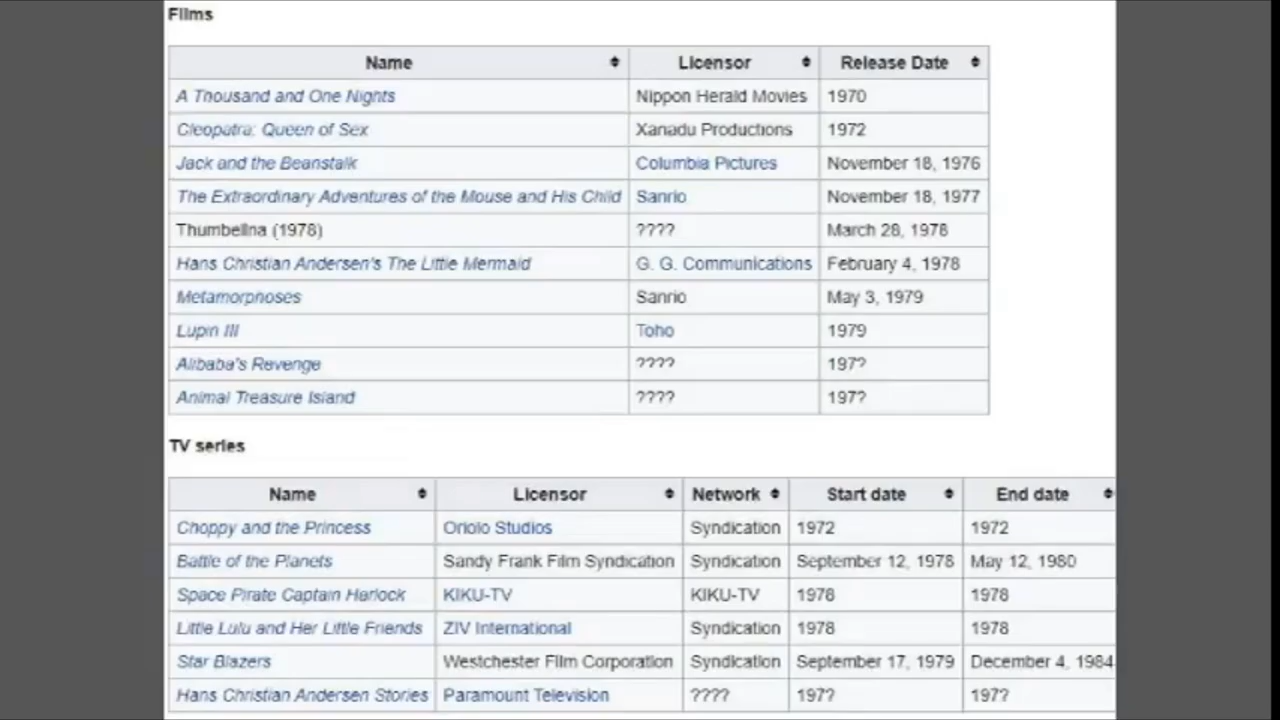 Films
Name Licensor Release Date
A Thousand and One Nights Nippon Herald Movies 1970
Cleopatra: Queen of Sex Xanadu Productions 1972
Jack and the Beanstalk Columbia Pictures November 18, 1976
The Extraordinary Adventures of the Mouse and His Child Sanrio November 18, 1977
Thumbelina (1978) ???? March 28, 1978
Hans Christian Andersen's The Little Mermaid G. G. Communications February 4, 1978
Metamorphoses Sanrio May 3, 1979
Lupin III Toho 1979
Alibaba's Revenge ???? 197?
Animal Treasure Island ???? 197?
TV series
Name Licensor Network Start date End date
Choppy and the Princess Oriolo Studios Syndication 1972 1972
Battle of the Planets Sandy Frank Film Syndication Syndication September 12, 1978 May 12, 1980
Space Pirate Captain Harlock KIKU-TV KIKU-TV 1978 1978
Little Lulu and Her Little Friends ZIV International Syndication 1978 1978
Star Blazers Westchester Film Corporation Syndication September 17, 1979 December 4, 1984
Hans Christian Andersen Stories Paramount Television ???? 197? 197?